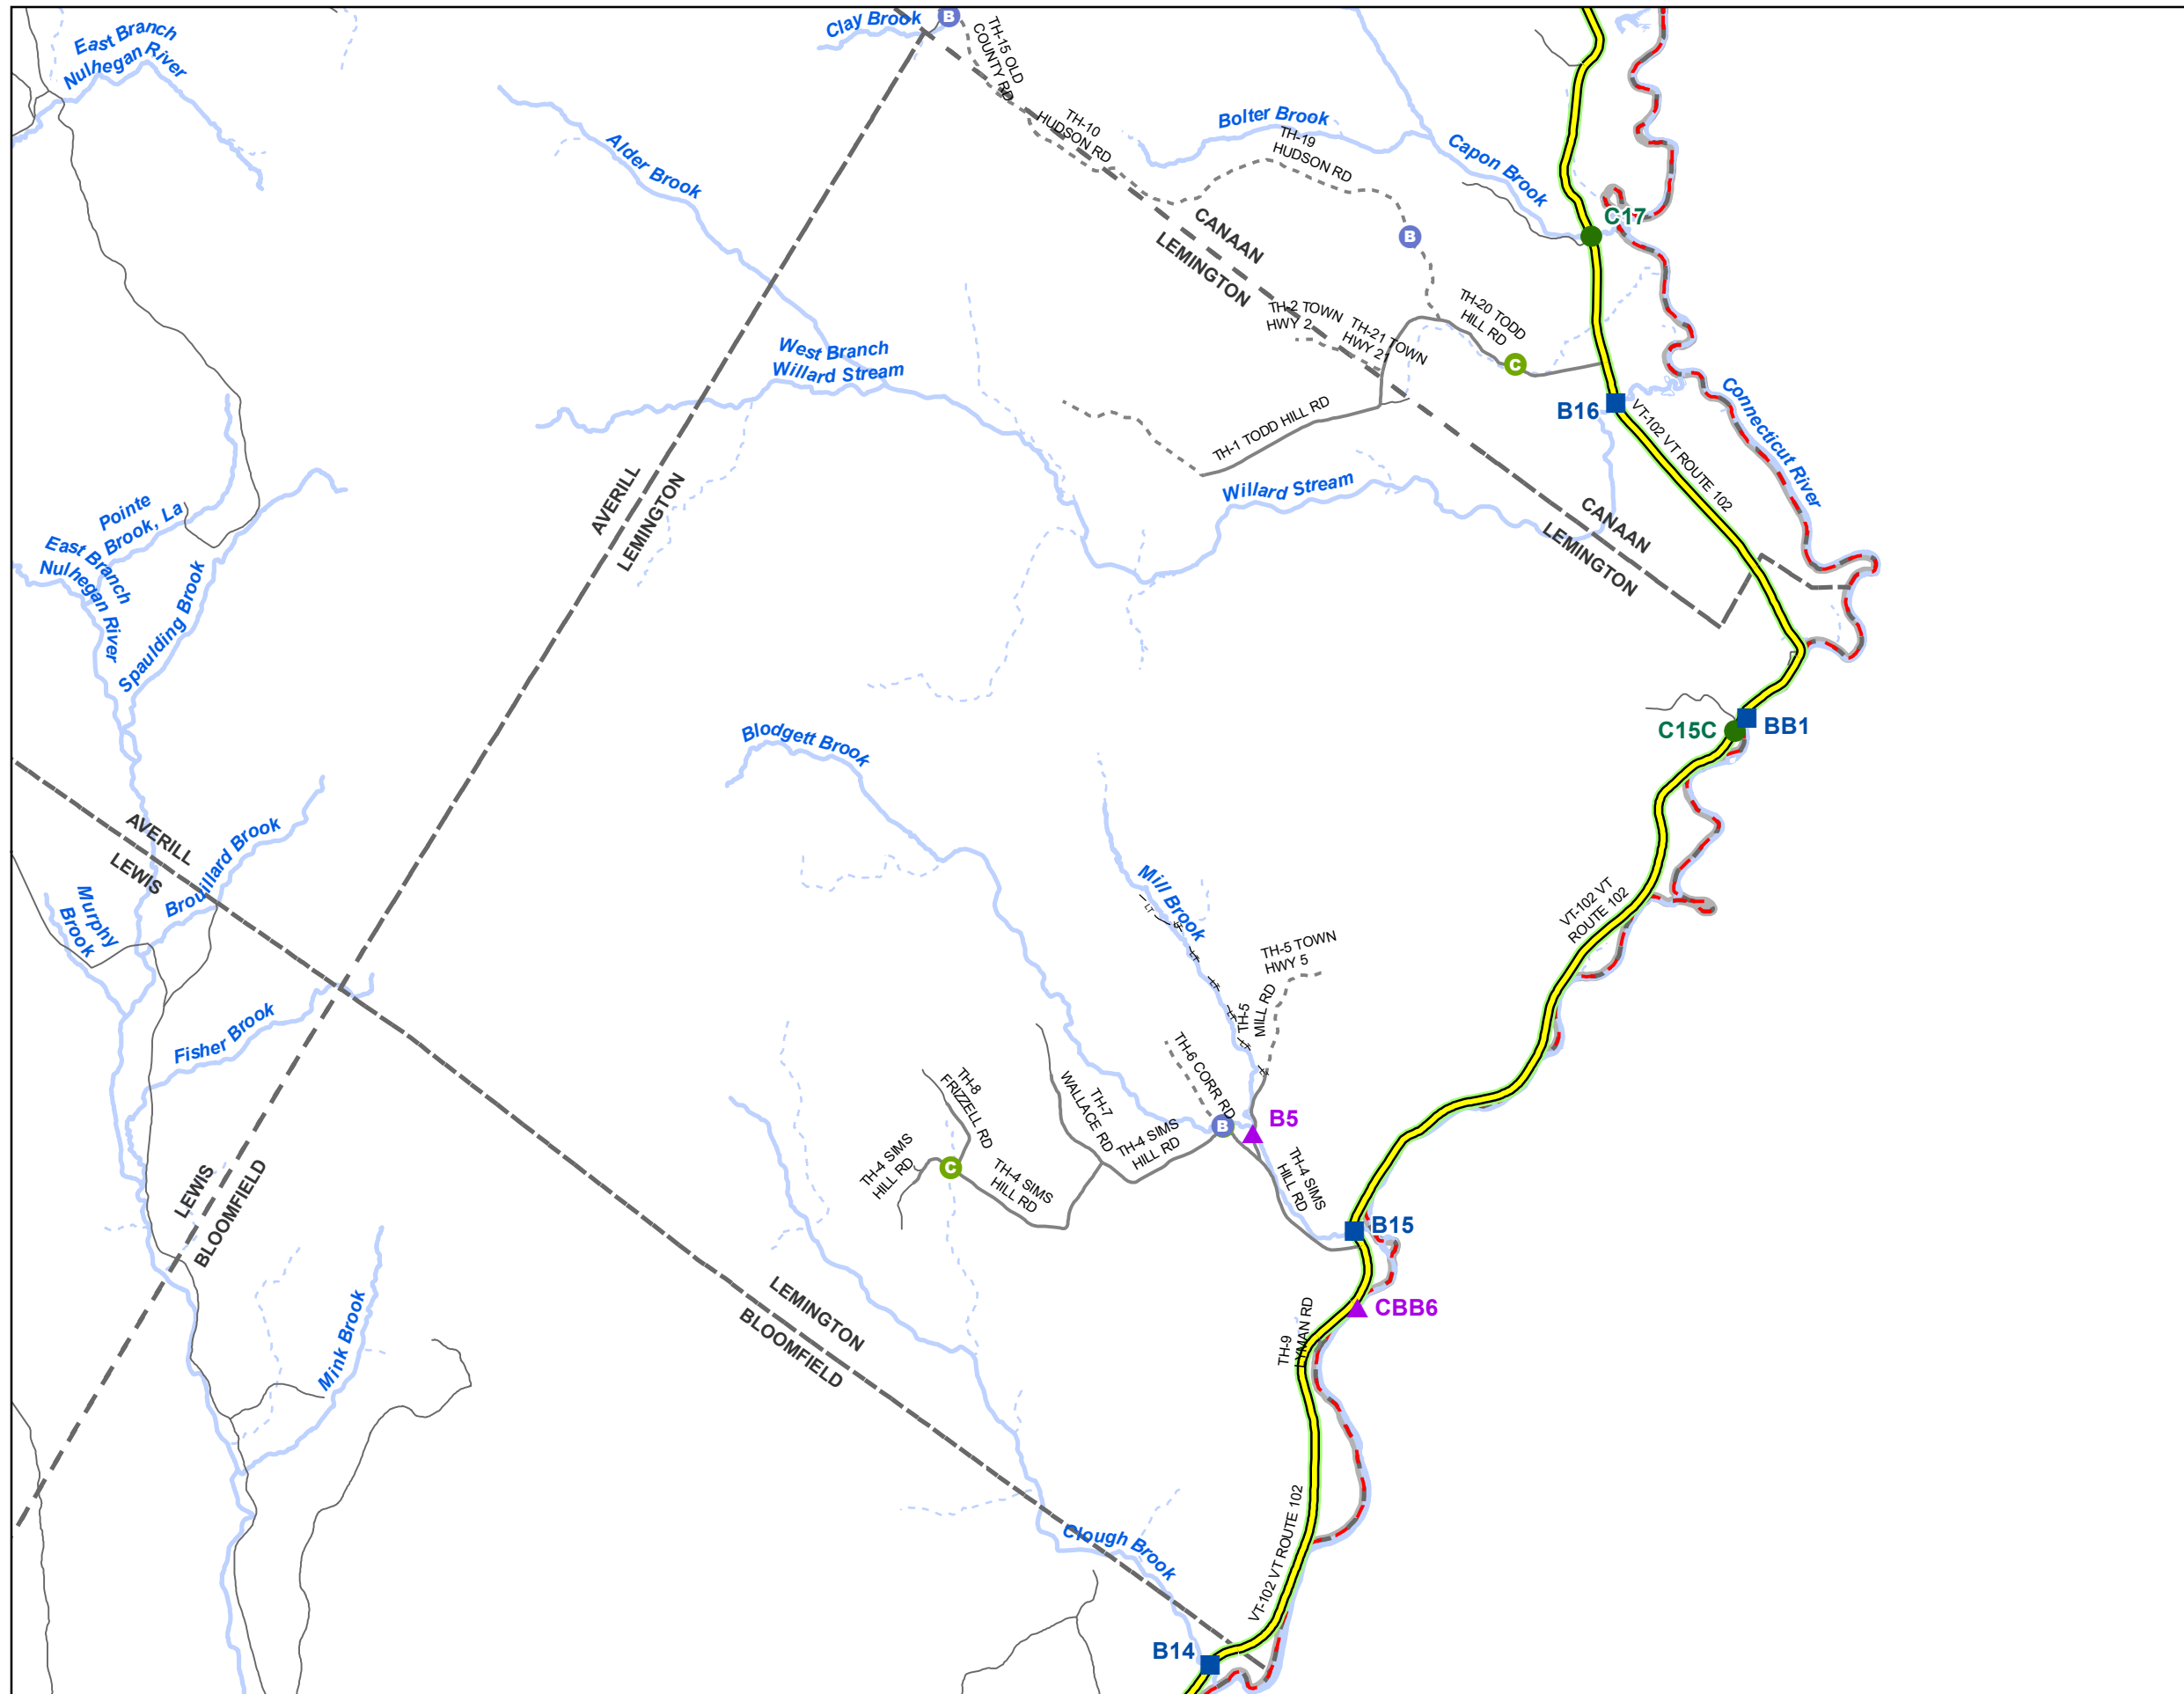 Clay Brook
B
TH-15 OLD
COUNTY RD
East Branch
Nulhegan River
TH-10
HUDSON RD
Bolter Brook
TH-19
HUDSON RD
Capon Brook
Alder Brook
C17
CANAAN
LEMINGTON
B
TH-2 TOWN
HWY 2
TH-21 TOWN
HWY 21
TH-20 TODD
HILL RD
C
West Branch
Willard Stream
B16
VT-102 VT ROUTE 102
Connecticut River
TH-1 TODD HILL RD
AVERILL
LEMINGTON
Willard Stream
CANAAN
LEMINGTON
Pointe
Brook, La
East Branch
Nulhegan River
Spaulding Brook
C15C
BB1
Blodgett Brook
AVERILL
LEWIS
Brouillard Brook
Murphy
Brook
Mill Brook
LT
LT
LT
LT
LT
LT
VT-102 VT
ROUTE 102
TH-5 TOWN
HWY 5
TH-5
MILL RD
Fisher Brook
TH-6 CORR RD
TH-8
FRIZZELL RD
TH-7
WALLACE RD
B
B5
TH-4 SIMS
HILL RD
TH-4 SIMS
HILL RD
C
TH-4 SIMS
HILL RD
TH-4 SIMS
HILL RD
LEWIS
BLOOMFIELD
B15
CBB6
TH-9
LYMAN RD
LEMINGTON
BLOOMFIELD
Mink Brook
VT-102 VT ROUTE 102
Clough Brook
B14